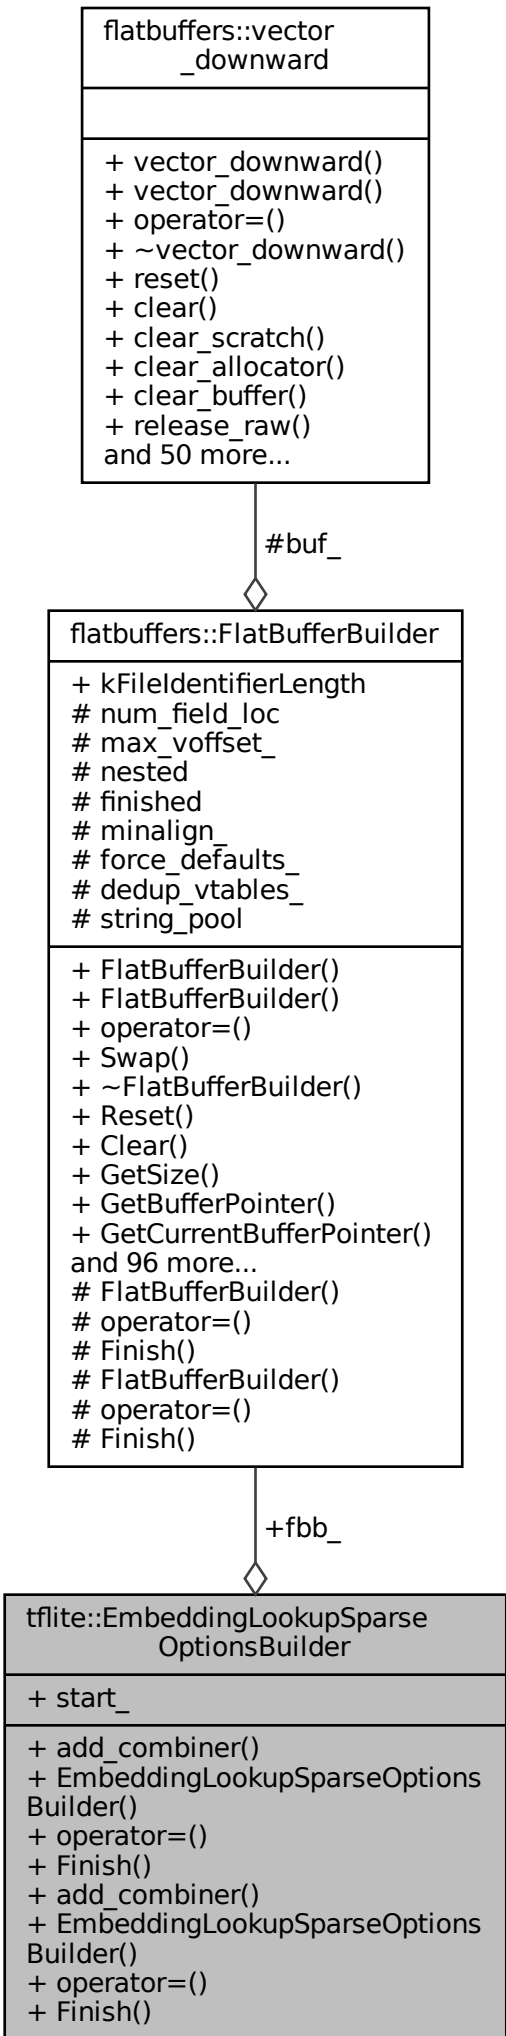 flatbuffers::vector
_downward
+ vector_downward()
+ vector_downward()
+ operator=()
+ ~vector_downward()
+ reset()
+ clear()
+ clear_scratch()
+ clear_allocator()
+ clear_buffer()
+ release_raw()
and 50 more...
#buf_
flatbuffers::FlatBufferBuilder
+ kFileIdentifierLength
# num_field_loc
# max_voffset_
# nested
# finished
# minalign_
# force_defaults_
# dedup_vtables_
# string_pool
+ FlatBufferBuilder()
+ FlatBufferBuilder()
+ operator=()
+ Swap()
+ ~FlatBufferBuilder()
+ Reset()
+ Clear()
+ GetSize()
+ GetBufferPointer()
+ GetCurrentBufferPointer()
and 96 more...
# FlatBufferBuilder()
# operator=()
# Finish()
# FlatBufferBuilder()
# operator=()
# Finish()
+fbb_
tflite::EmbeddingLookupSparse
OptionsBuilder
+ start_
+ add_combiner()
+ EmbeddingLookupSparseOptions
Builder()
+ operator=()
+ Finish()
+ add_combiner()
+ EmbeddingLookupSparseOptions
Builder()
+ operator=()
+ Finish()